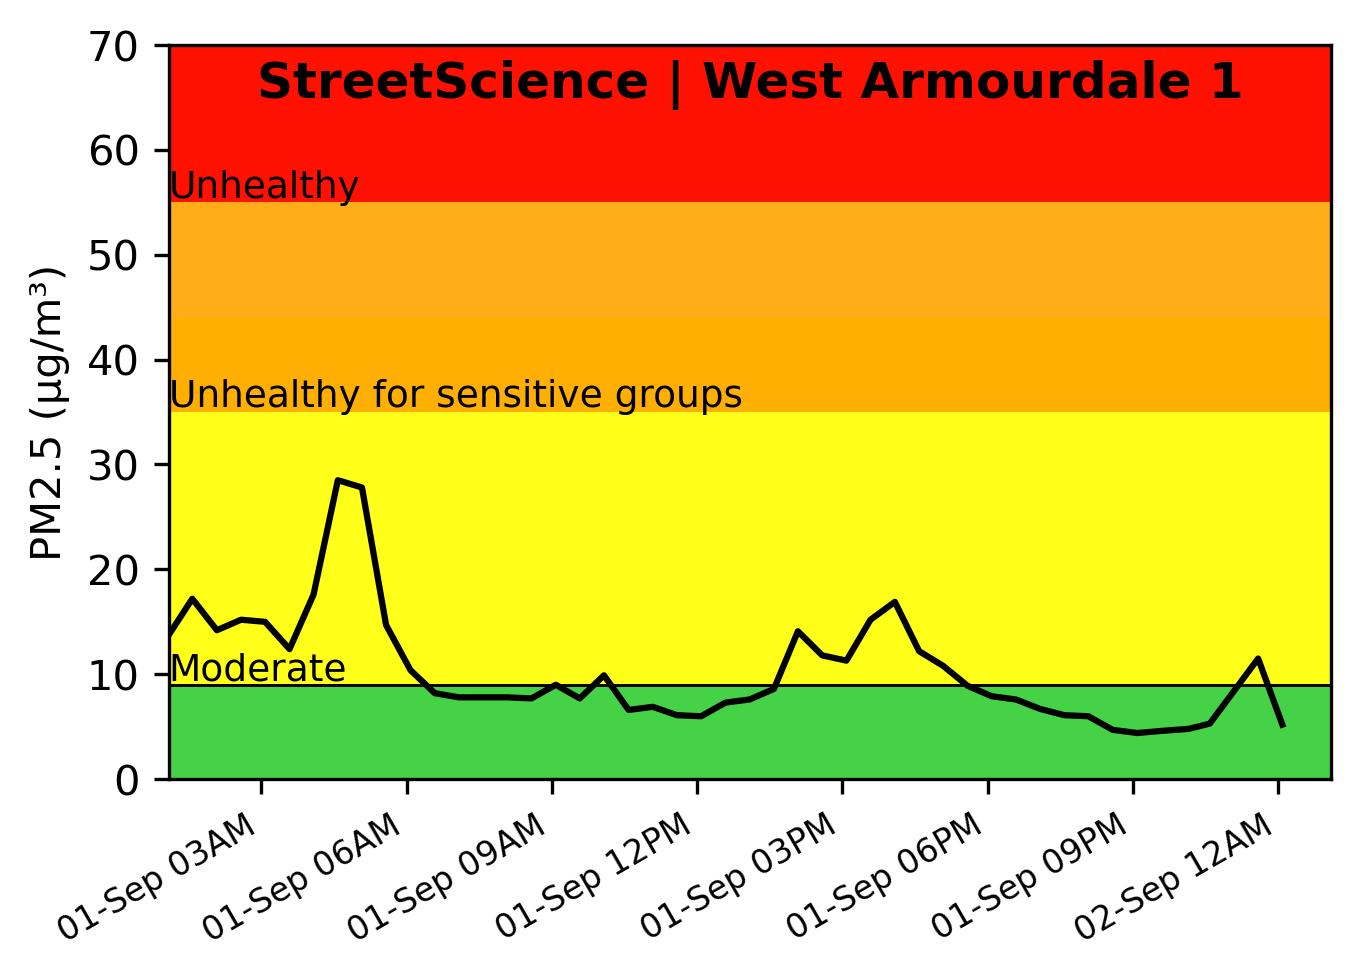 StreetScience | West Armourdale 1
70
60
50
40
30
20
10
0
PM2.5 (µg/m³)
Unhealthy
Unhealthy for sensitive groups
Moderate
01-Sep 03AM
01-Sep 06AM
01-Sep 09AM
01-Sep 12PM
01-Sep 03PM
01-Sep 06PM
01-Sep 09PM
02-Sep 12AM